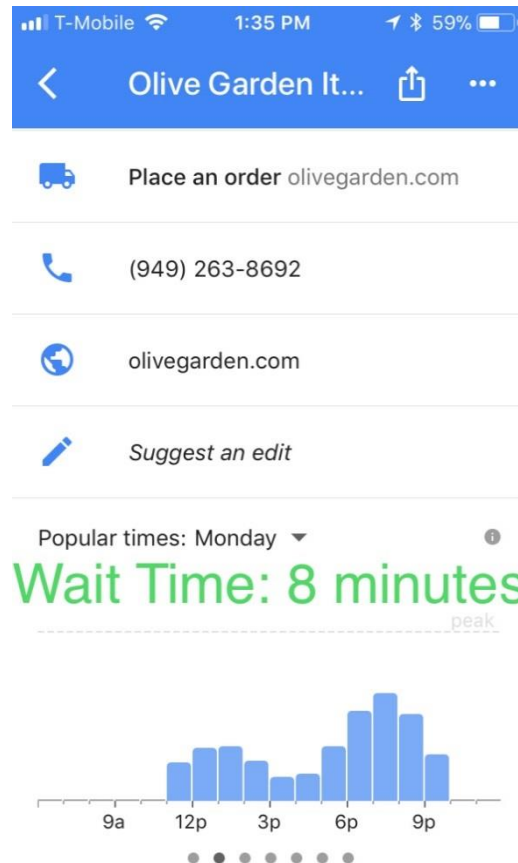 T-Mobile 1:35 PM 59%
Olive Garden It...
Place an order olivegarden.com
(949) 263-8692
olivegarden.com
Suggest an edit
Popular times: Monday
Wait Time: 8 minutes
peak
9a 12p 3p 6p 9p